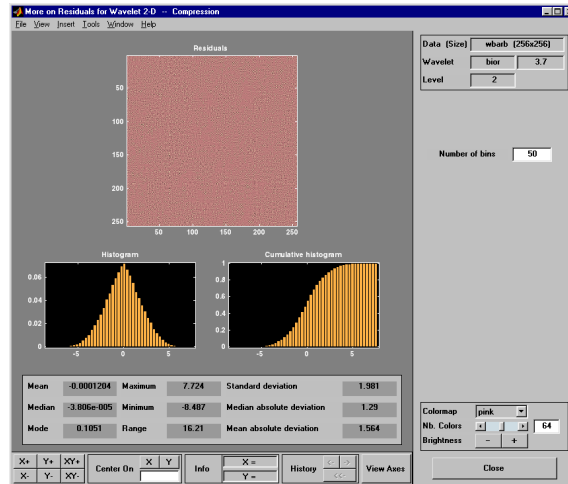 More on Residuals for Wavelet 2-D -- Compression
File View Insert Tools Window Help
Residuals
50
100
150
200
250
50 100 150 200 250
Data (Size) wbarb (256x256)
Wavelet bior 3.7
Level 2
Number of bins 50
Histogram
0.06
0.04
0.02
0
-5 0 5
Cumulative histogram
1
0.8
0.6
0.4
0.2
0
-5 0 5
Mean -0.0001204 Maximum 7.724 Standard deviation 1.981
Median -3.806e-005 Minimum -8.487 Median absolute deviation 1.29
Mode 0.1051 Range 16.21 Mean absolute deviation 1.564
Colormap pink
Nb. Colors < > 64
Brightness - +
X+ Y+ XY+
X- Y- XY-
Center On X Y
Info X =
Y =
History < >
<<
View Axes
Close